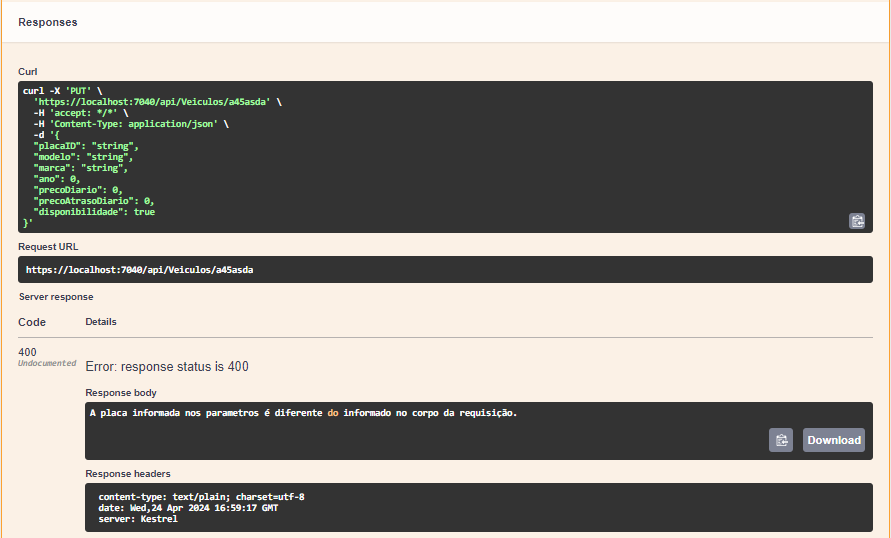 Responses
Curl
curl -X 'PUT' \
'https://localhost:7040/api/Veiculos/a45asda' \
-H 'accept: */*' \
-H 'Content-Type: application/json' \
-d '{
"placaID": "string",
"modelo": "string",
"marca": "string",
"ano": 0,
"precoDiario": 0,
"precoAtrasoDiario": 0,
"disponibilidade": true
}'
Request URL
https://localhost:7040/api/Veiculos/a45asda
Server response
Code Details
400
Undocumented
Error: response status is 400
Response body
A placa informada nos parametros é diferente do informado no corpo da requisição.
Download
Response headers
content-type: text/plain; charset=utf-8
date: Wed,24 Apr 2024 16:59:17 GMT
server: Kestrel